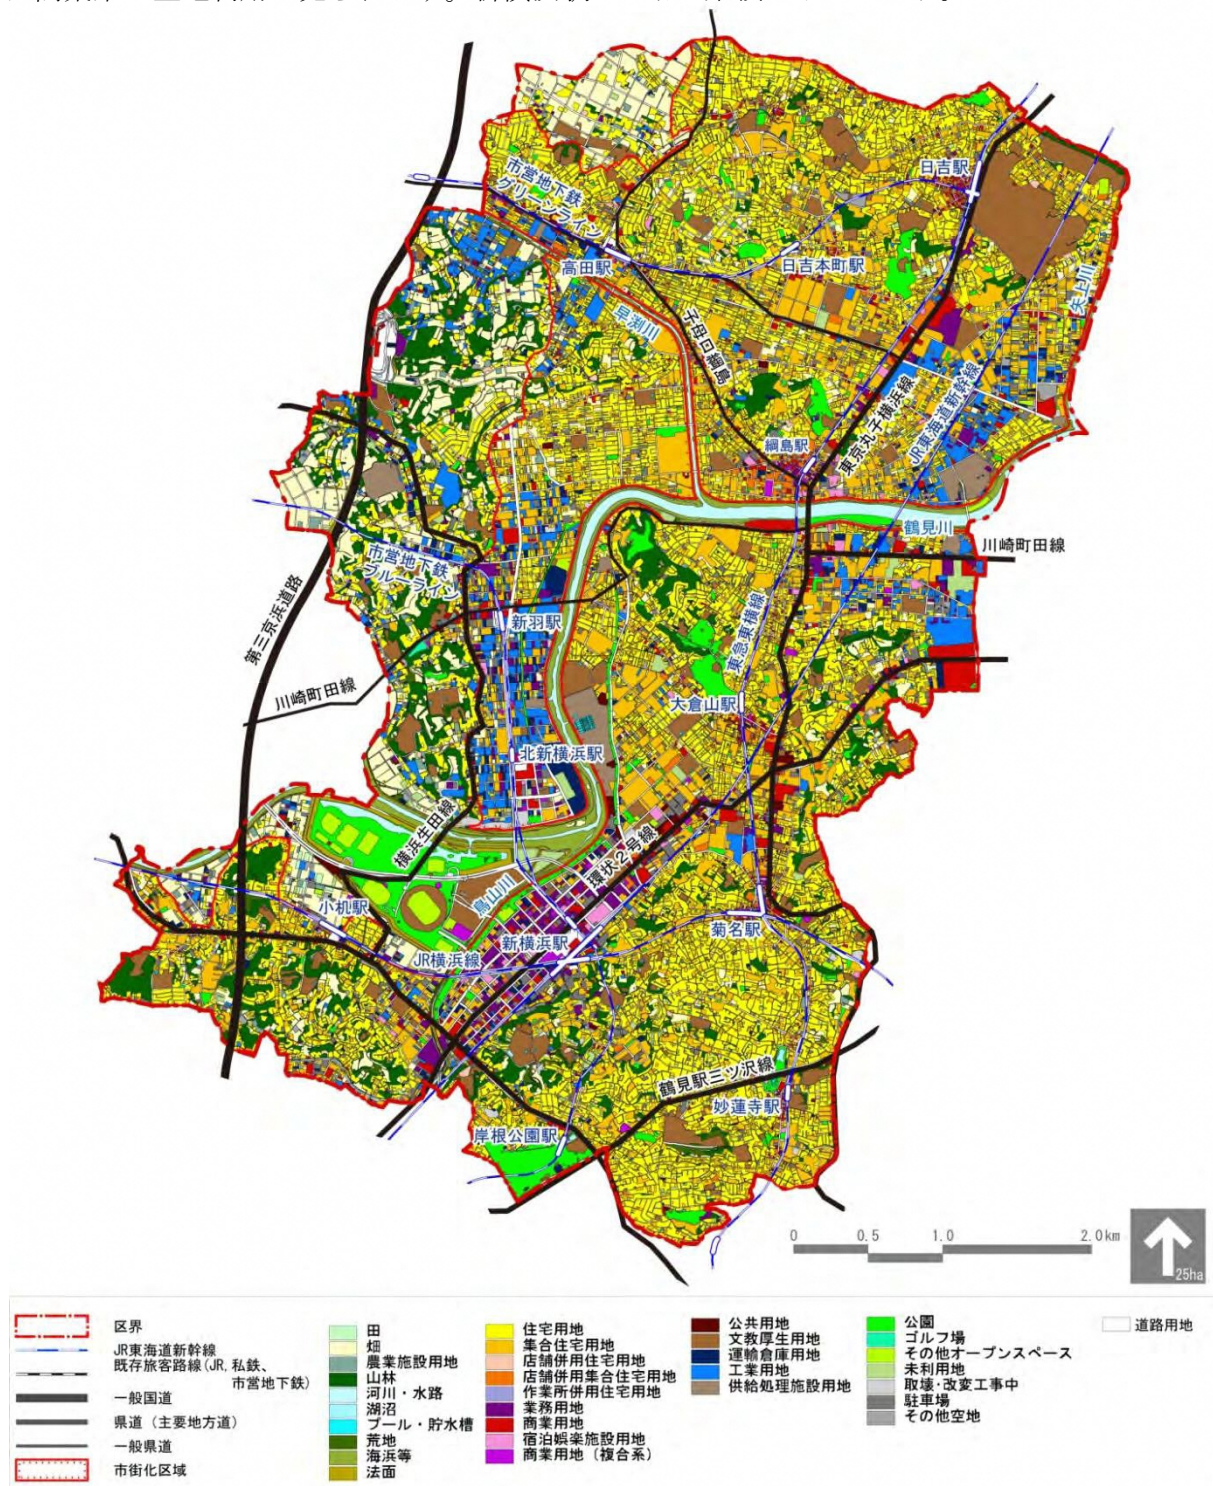 日吉駅
市営地下鉄
グリーンライン
高田駅
日吉本町駅
矢上川
早渕川
子母口綱島
東京丸子横浜線
JR東海道新幹線
綱島駅
鶴見川
川崎町田線
市営地下鉄
ブルーライン
第三京浜道路
新羽駅
東急東横線
川崎町田線
大倉山駅
北新横浜駅
横浜生田線
環状2号線
鳥山川
小机駅
新横浜駅
菊名駅
JR横浜線
鶴見駅三ツ沢線
妙蓮寺駅
岸根公園駅
0 0.5 1.0 2.0km
25ha
区界
JR東海道新幹線
既存旅客路線(JR、私鉄、
市営地下鉄)
一般国道
県道（主要地方道）
一般県道
市街化区域
田
畑
農業施設用地
山林
河川・水路
湖沼
プール・貯水槽
荒地
海浜等
法面
住宅用地
集合住宅用地
店舗併用住宅用地
店舗併用集合住宅用地
作業所併用住宅用地
業務用地
商業用地
宿泊娯楽施設用地
商業用地（複合系）
公共用地
文教厚生用地
運輸倉庫用地
工業用地
供給処理施設用地
公園
ゴルフ場
その他オープンスペース
未利用地
取壊・改変工事中
駐車場
その他空地
道路用地